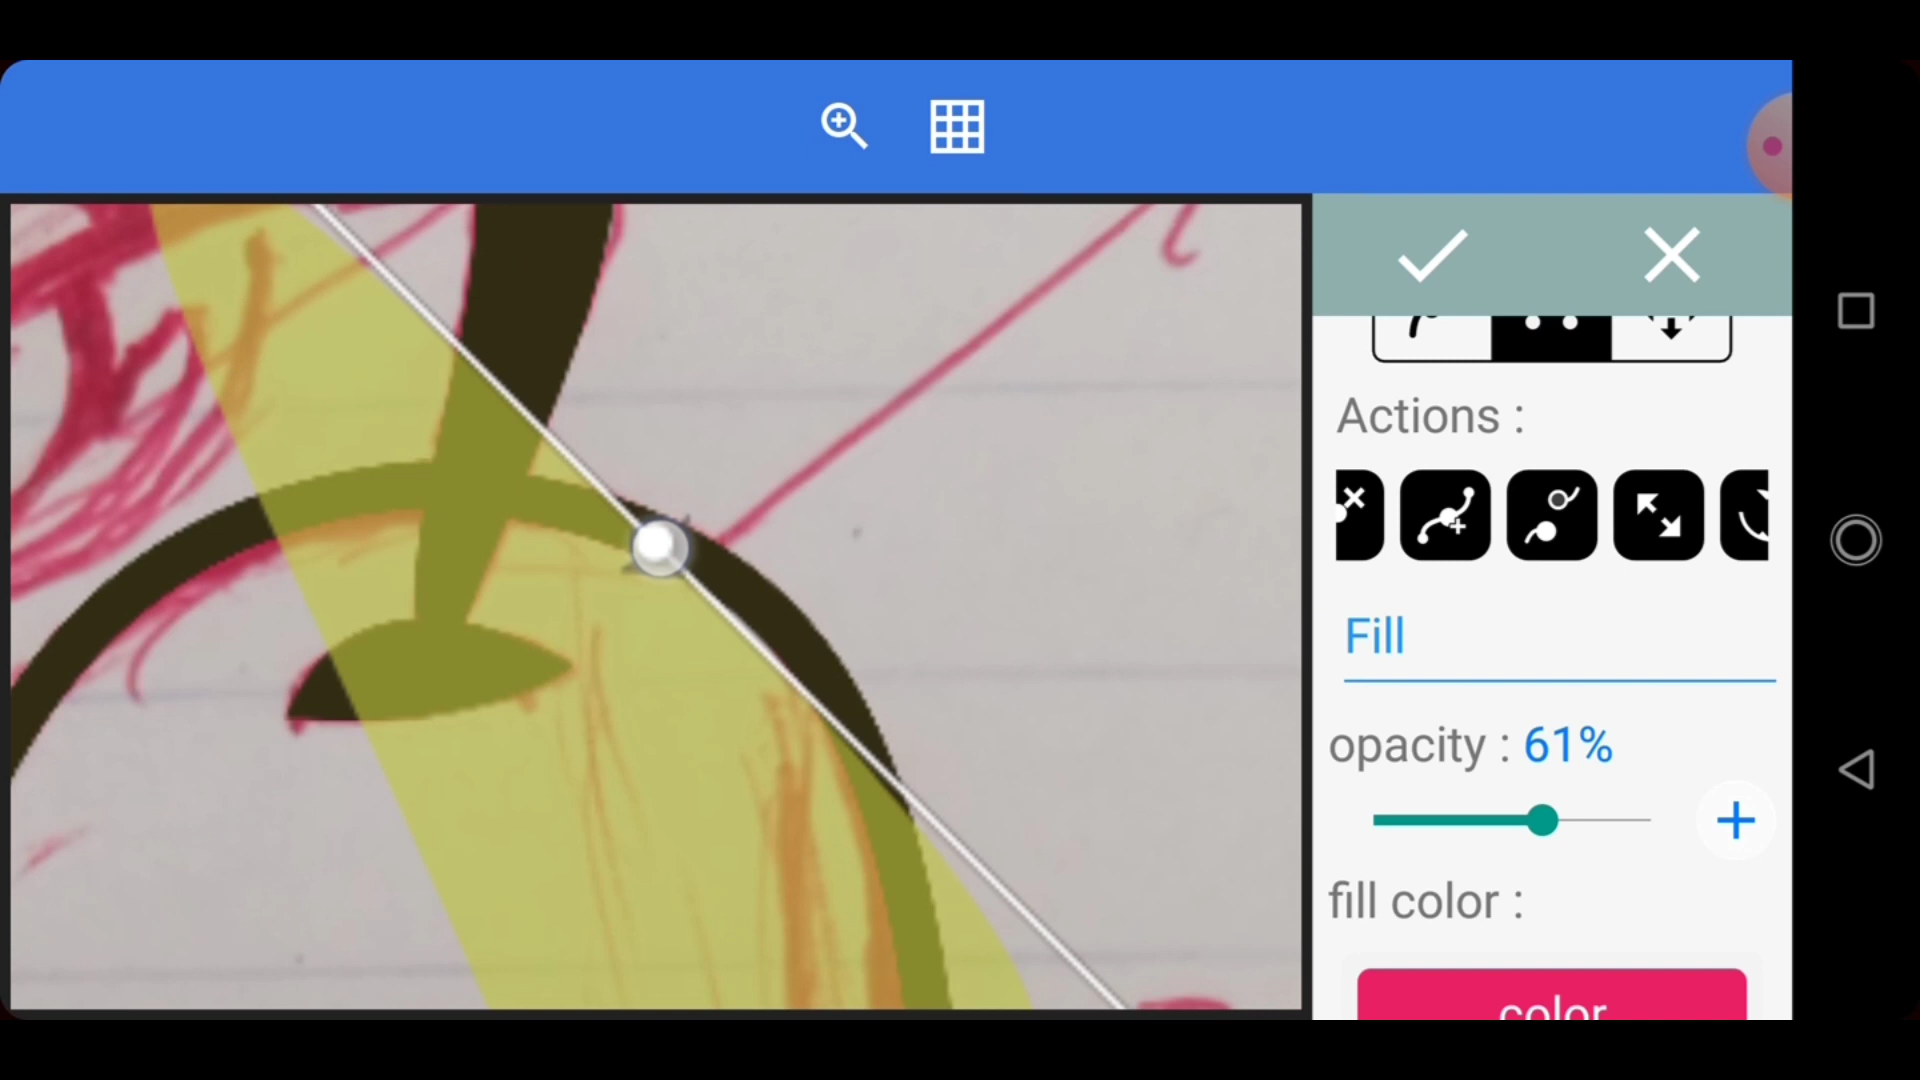 Actions :
Fill
opacity : 61%
fill color :
color